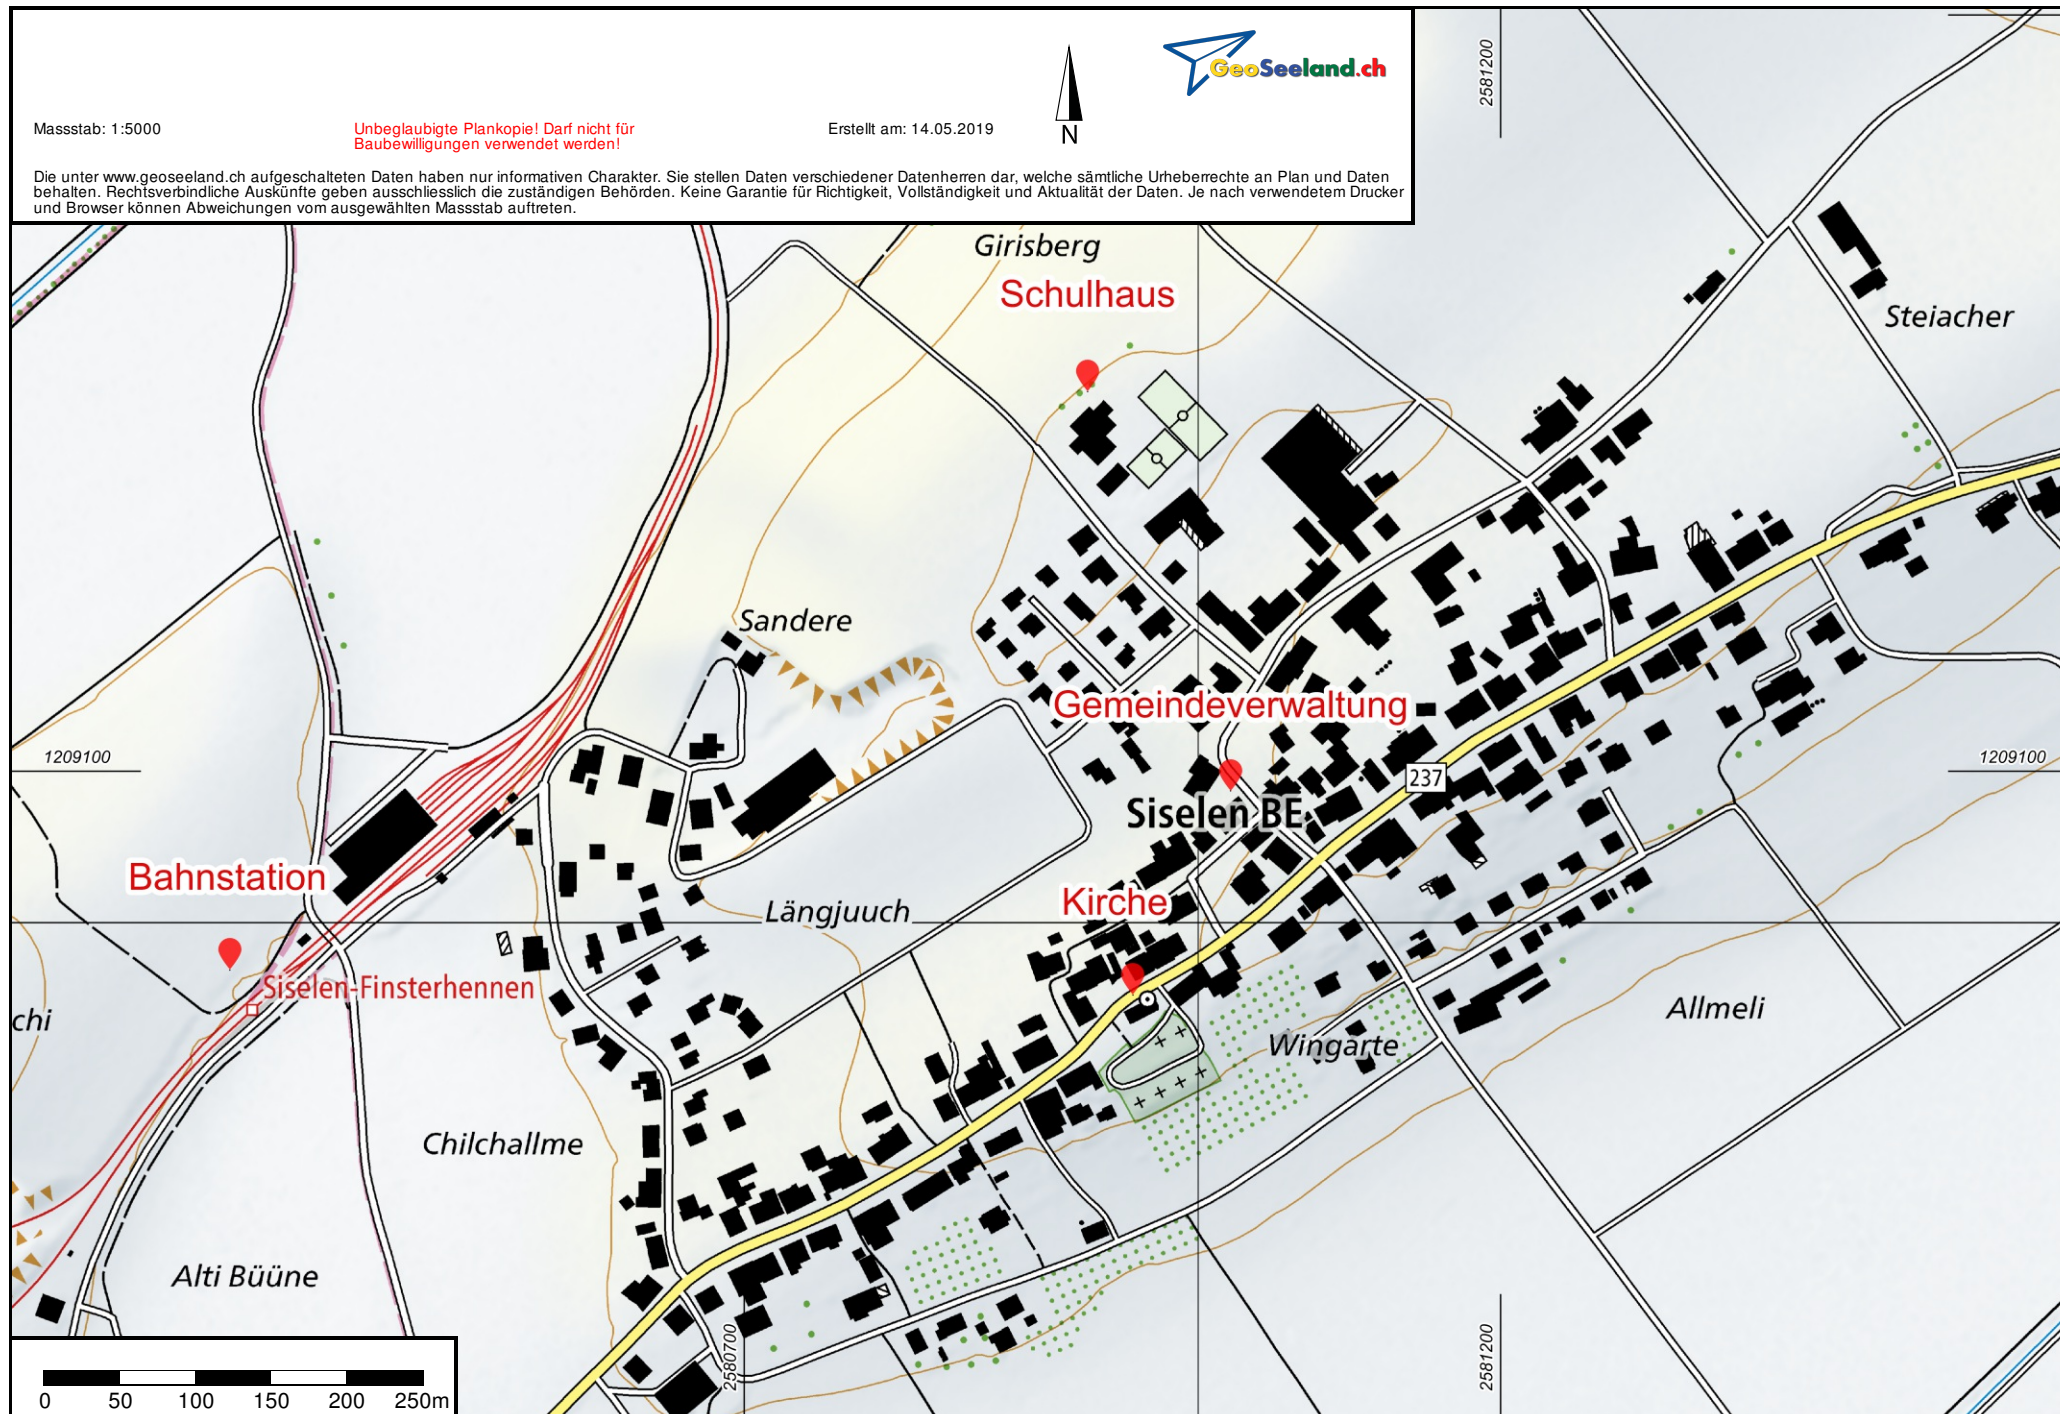 GeoSeeland.ch
Massstab: 1:5000
Unbeglaubigte Plankopie! Darf nicht für
Baubewilligungen verwendet werden!
Erstellt am: 14.05.2019
N
Die unter www.geoseeland.ch aufgeschalteten Daten haben nur informativen Charakter. Sie stellen Daten verschiedener Datenherren dar, welche sämtliche Urheberrechte an Plan und Daten
behalten. Rechtsverbindliche Auskünfte geben ausschliesslich die zuständigen Behörden. Keine Garantie für Richtigkeit, Vollständigkeit und Aktualität der Daten. Je nach verwendetem Drucker
und Browser können Abweichungen vom ausgewählten Massstab auftreten.
2581200
Girisberg
Schulhaus
Steiacher
Sandere
Gemeindeverwaltung
1209100
1209100
237
Siselen BE
Bahnstation
Kirche
Längjuuch
Siselen-Finsterhennen
chi
Allmeli
Wingarte
Chilchallme
Alti Büüne
2580700
2581200
0 50 100 150 200 250m